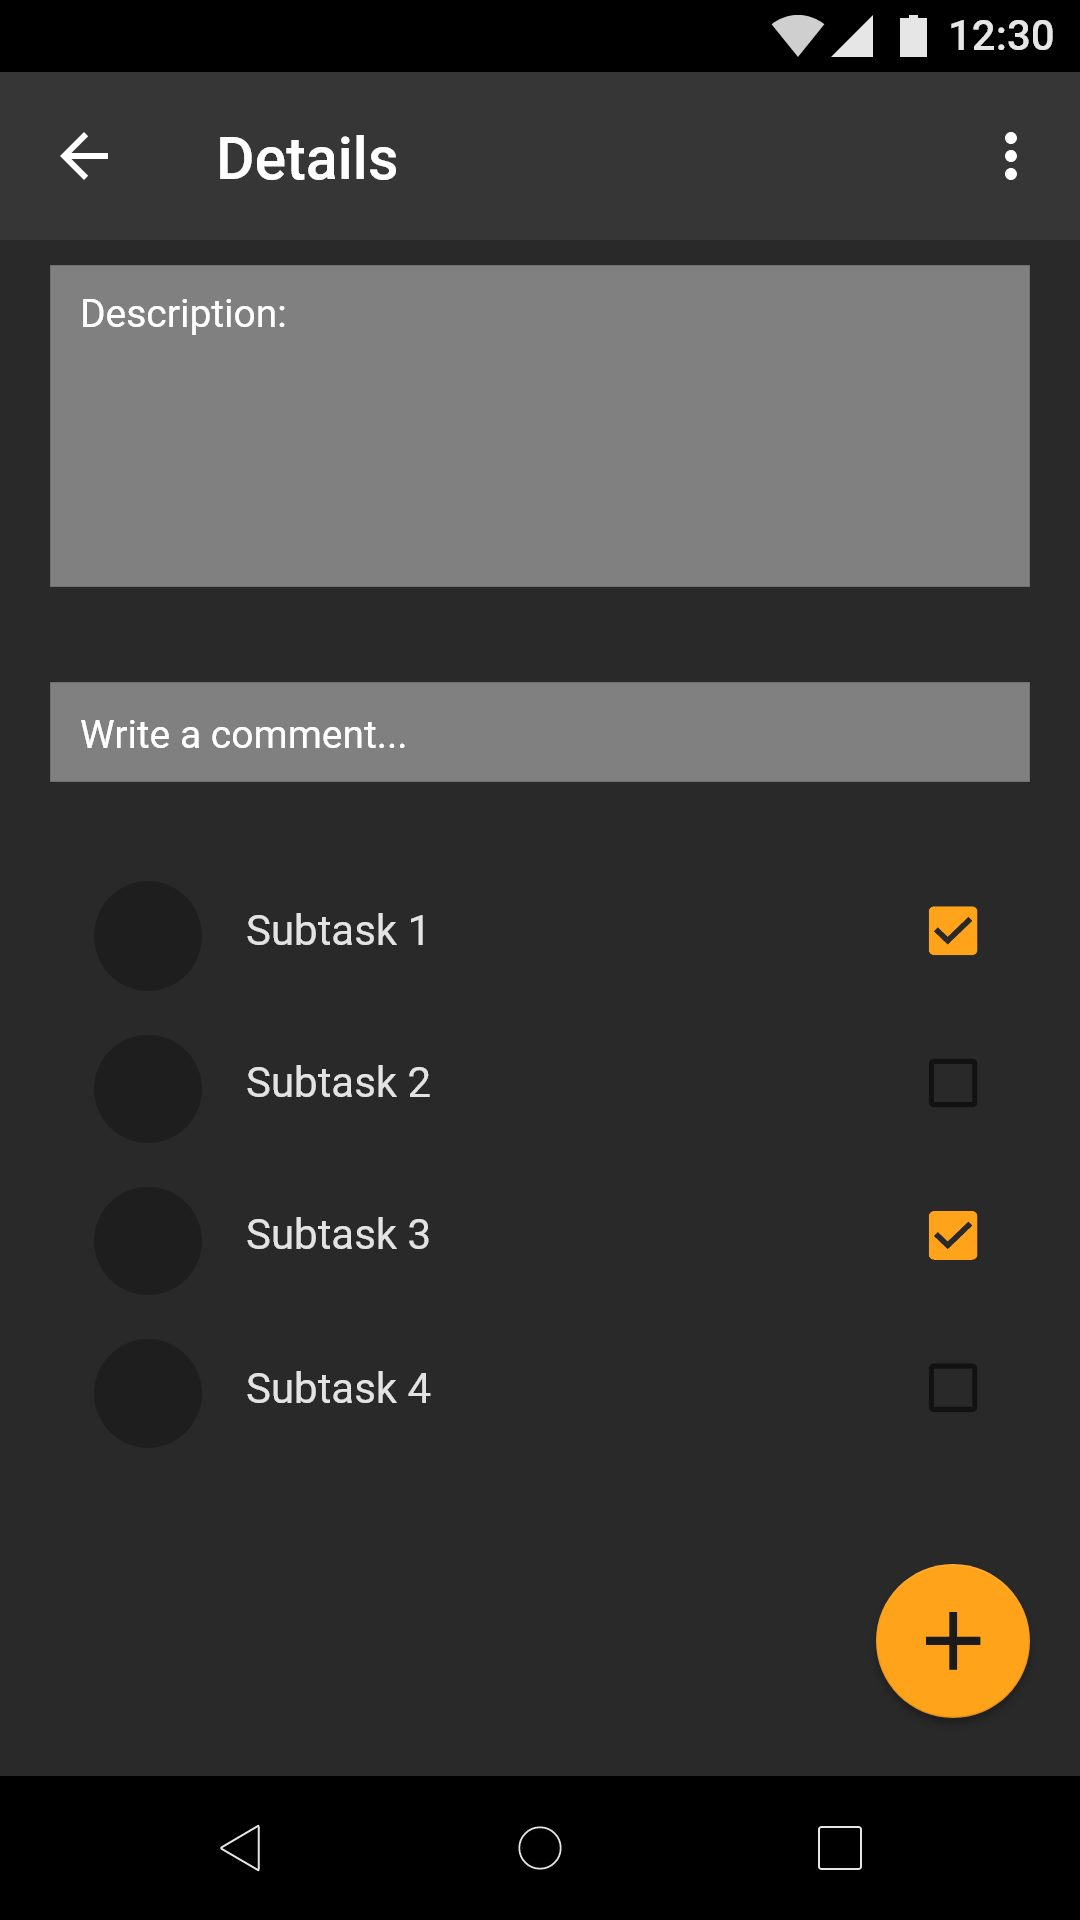 12:30
Details
Description:
Write a comment...
Subtask 1
Subtask 2
Subtask 3
Subtask 4